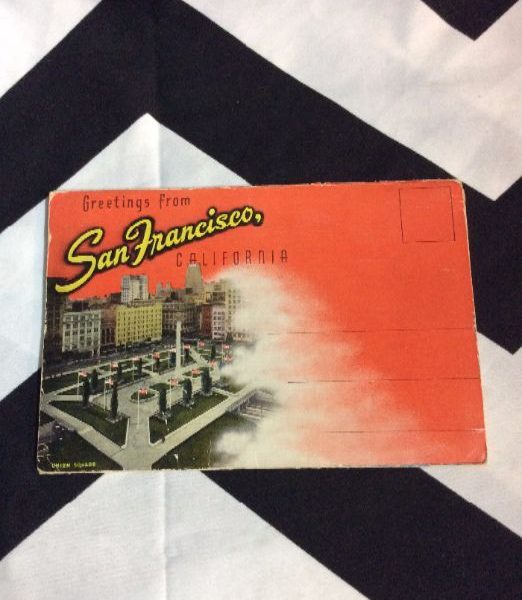 Greetings From
San Francisco,
CALIFORNIA
UNION SQUARE